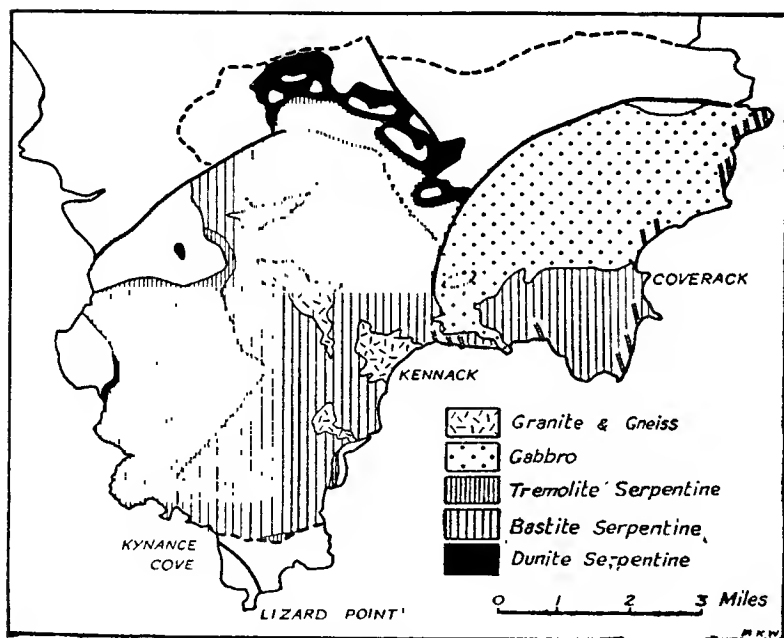 COVERACK
KENNACK
Granite & Gneiss
Gabbro
Tremolite Serpentine
Bastite Serpentine
Dunite Serpentine
KYNANCE
COVE
LIZARD POINT
0 1 2 3 Miles